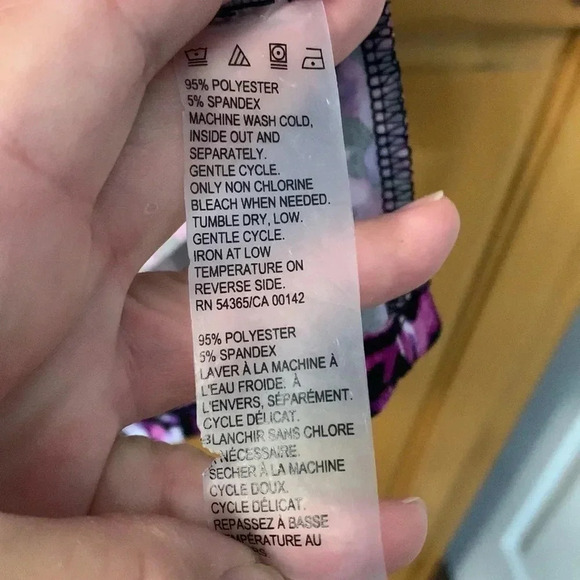 95% POLYESTER
5% SPANDEX
MACHINE WASH COLD,
INSIDE OUT AND
SEPARATELY.
GENTLE CYCLE.
ONLY NON CHLORINE
BLEACH WHEN NEEDED.
TUMBLE DRY, LOW.
GENTLE CYCLE.
IRON AT LOW
TEMPERATURE ON
REVERSE SIDE.
RN 54365/CA 00142
95% POLYESTER
5% SPANDEX
LAVER À LA MACHINE À
L'EAU FROIDE. À
L'ENVERS, SÉPARÉMENT.
CYCLE DÉLICAT.
BLANCHIR SANS CHLORE
NÉCESSAIRE.
SÉCHER À LA MACHINE
CYCLE DOUX.
CYCLE DÉLICAT.
REPASSEZ À BASSE
MPÉRATURE AU